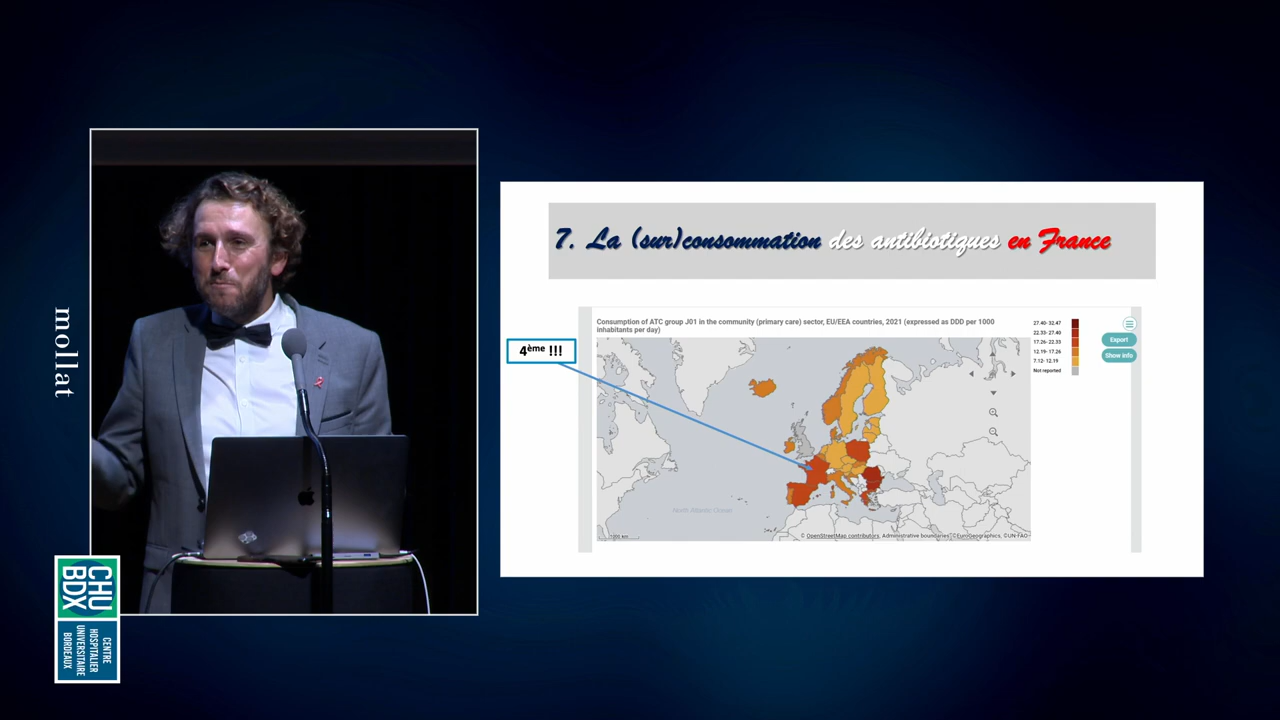 mollat
CHU
BDX
CENTRE
HOSPITALIER
UNIVERSITAIRE
BORDEAUX
7. La (sur)consommation des antibiotiques en France
Consumption of ATC group J01 in the community (primary care) sector, EU/EEA countries, 2021 (expressed as DDD per 1000
inhabitants per day)
4ème !!!
27.40- 32.47
22.33- 27.40
17.26- 22.33
12.19- 17.26
7.12- 12.19
Not reported
Export
Show info
North Atlantic Ocean
1000 km
© OpenStreetMap contributors, Administrative boundaries: ©EuroGeographics, ©UN-FAO